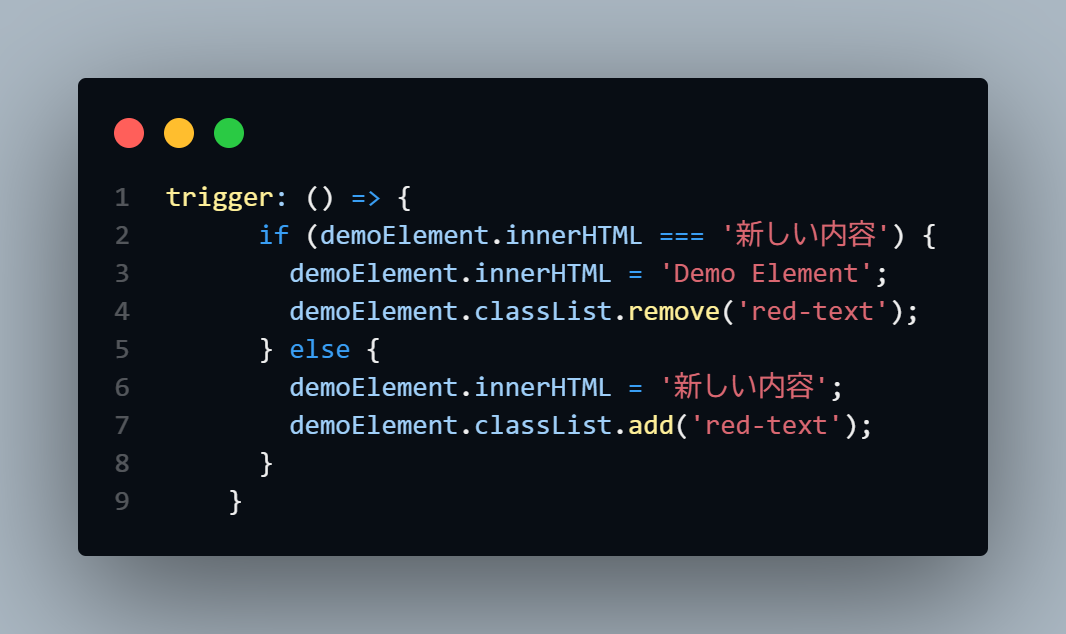 1 trigger: () => {
2 if (demoElement.innerHTML === '新しい内容') {
3 demoElement.innerHTML = 'Demo Element';
4 demoElement.classList.remove('red-text');
5 } else {
6 demoElement.innerHTML = '新しい内容';
7 demoElement.classList.add('red-text');
8 }
9 }